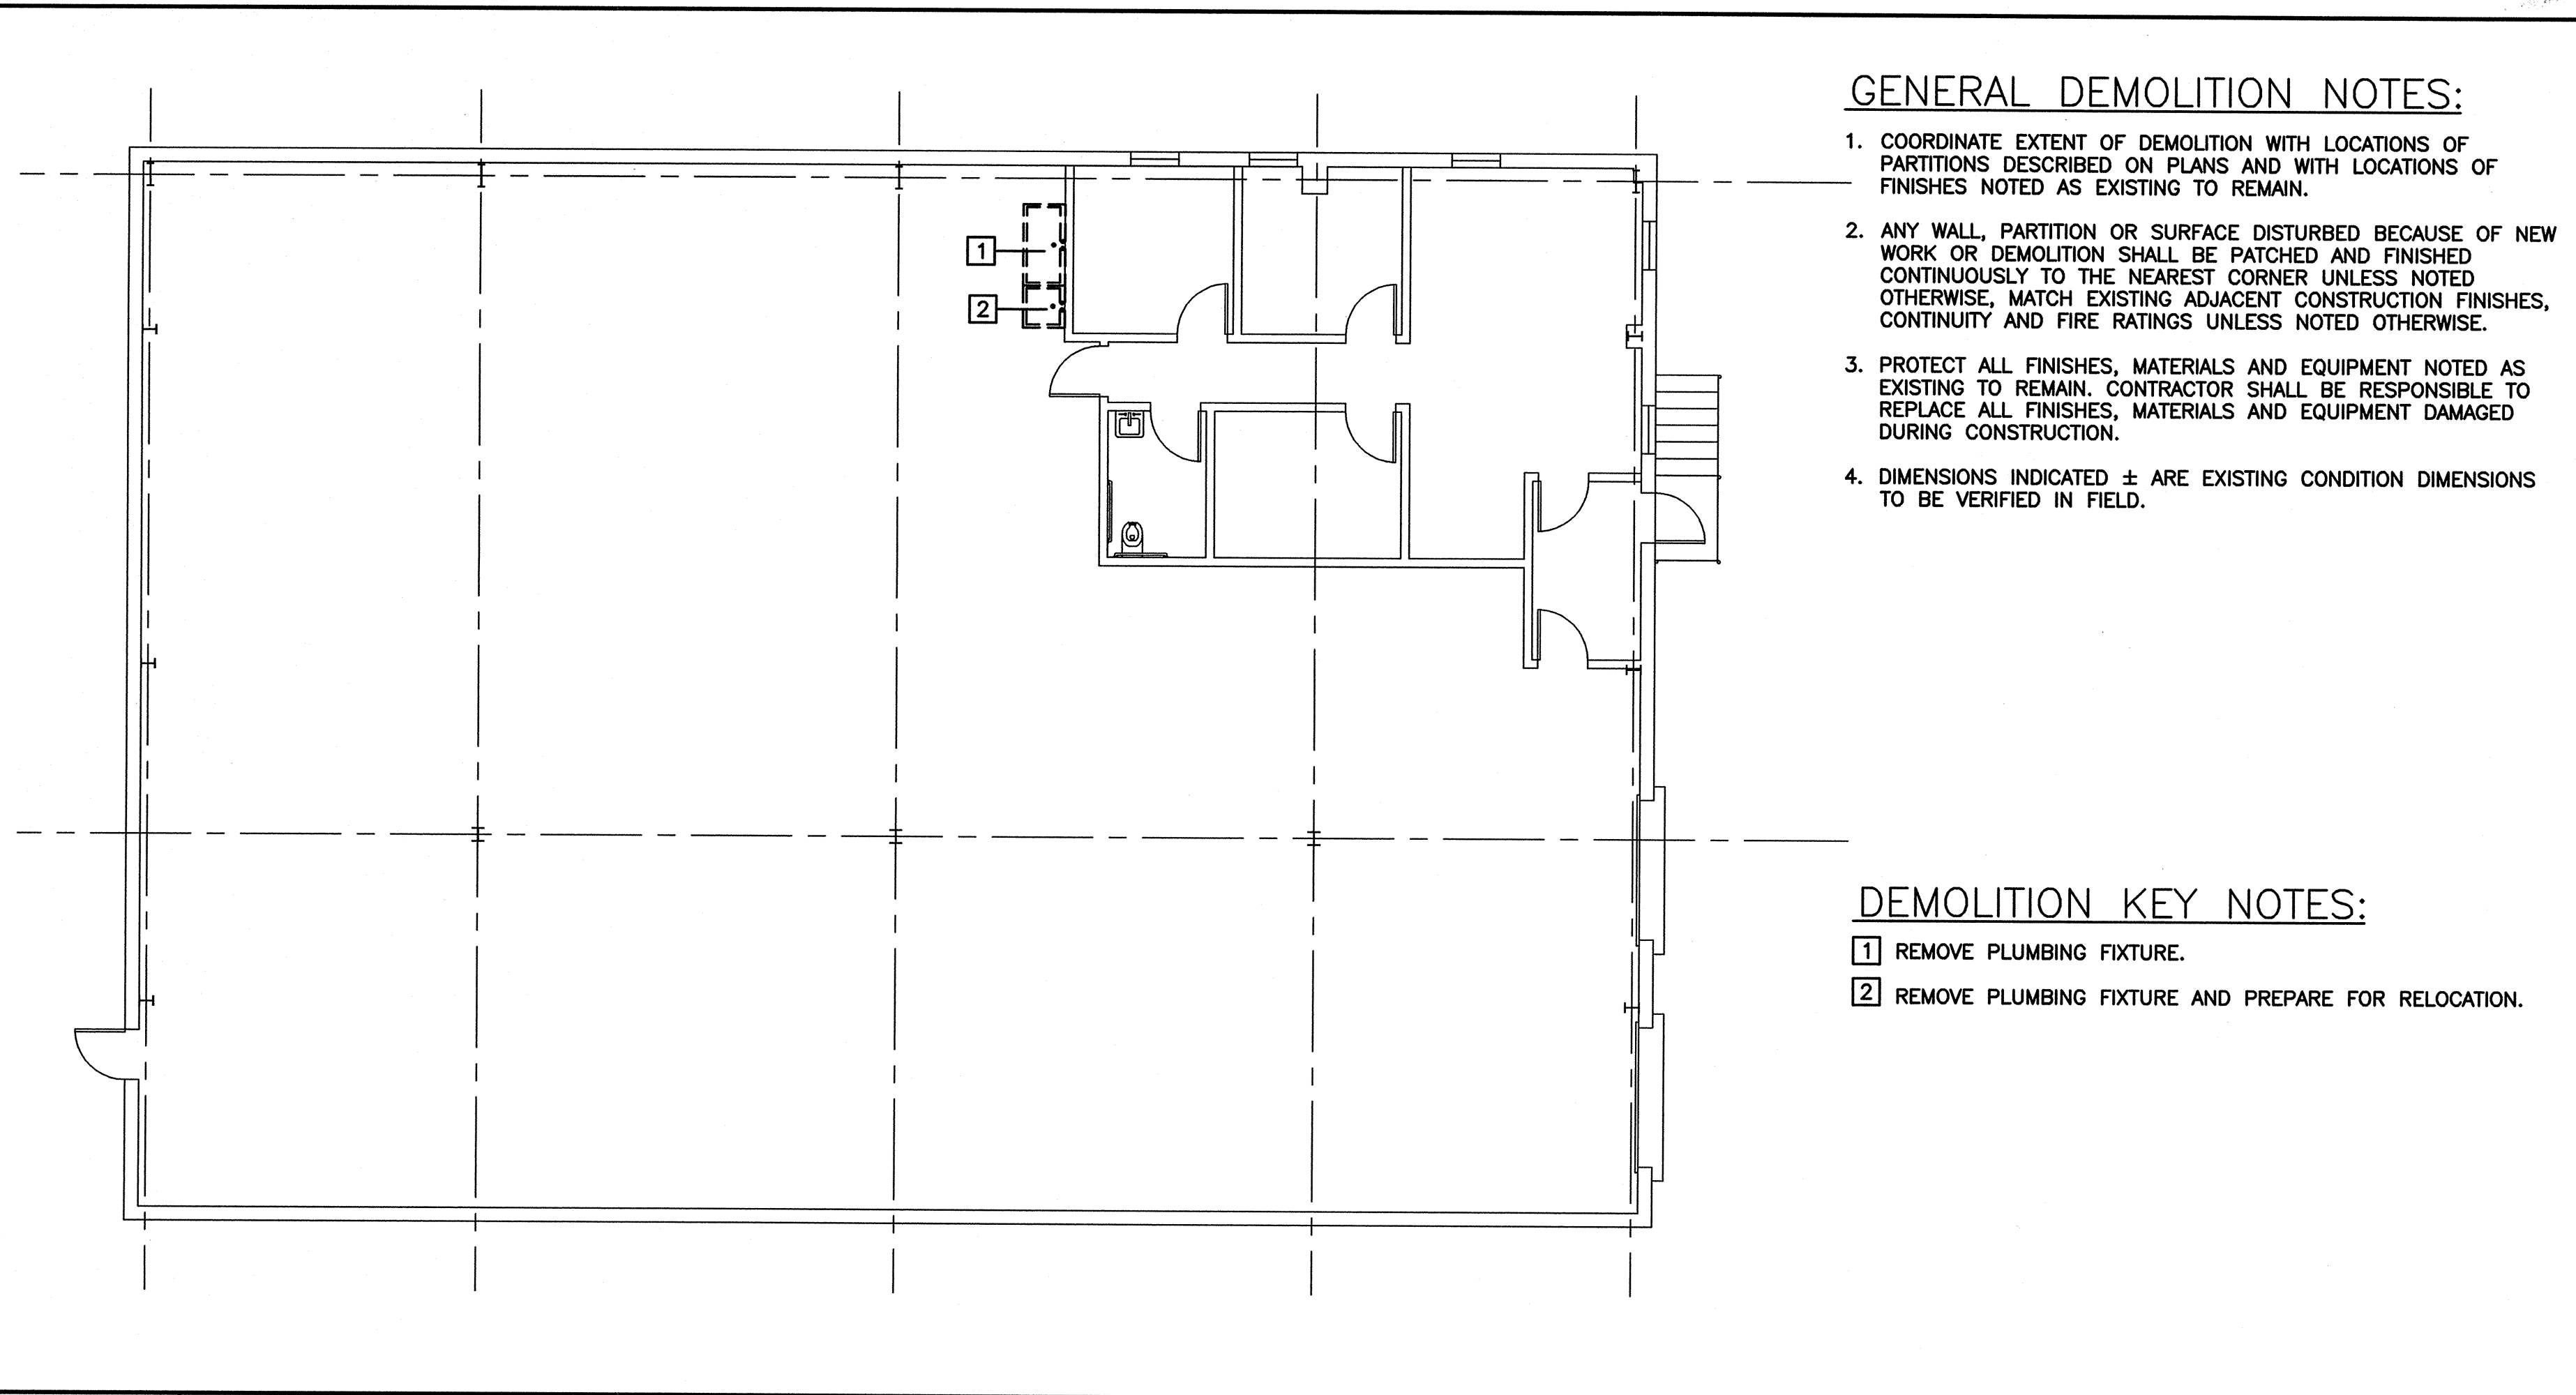 GENERAL DEMOLITION NOTES:
1. COORDINATE EXTENT OF DEMOLITION WITH LOCATIONS OF
PARTITIONS DESCRIBED ON PLANS AND WITH LOCATIONS OF
FINISHES NOTED AS EXISTING TO REMAIN.
2. ANY WALL, PARTITION OR SURFACE DISTURBED BECAUSE OF NEW
WORK OR DEMOLITION SHALL BE PATCHED AND FINISHED
CONTINUOUSLY TO THE NEAREST CORNER UNLESS NOTED
OTHERWISE, MATCH EXISTING ADJACENT CONSTRUCTION FINISHES,
CONTINUITY AND FIRE RATINGS UNLESS NOTED OTHERWISE.
3. PROTECT ALL FINISHES, MATERIALS AND EQUIPMENT NOTED AS
EXISTING TO REMAIN. CONTRACTOR SHALL BE RESPONSIBLE TO
REPLACE ALL FINISHES, MATERIALS AND EQUIPMENT DAMAGED
DURING CONSTRUCTION.
4. DIMENSIONS INDICATED ± ARE EXISTING CONDITION DIMENSIONS
TO BE VERIFIED IN FIELD.
1
2
DEMOLITION KEY NOTES:
1 REMOVE PLUMBING FIXTURE.
2 REMOVE PLUMBING FIXTURE AND PREPARE FOR RELOCATION.